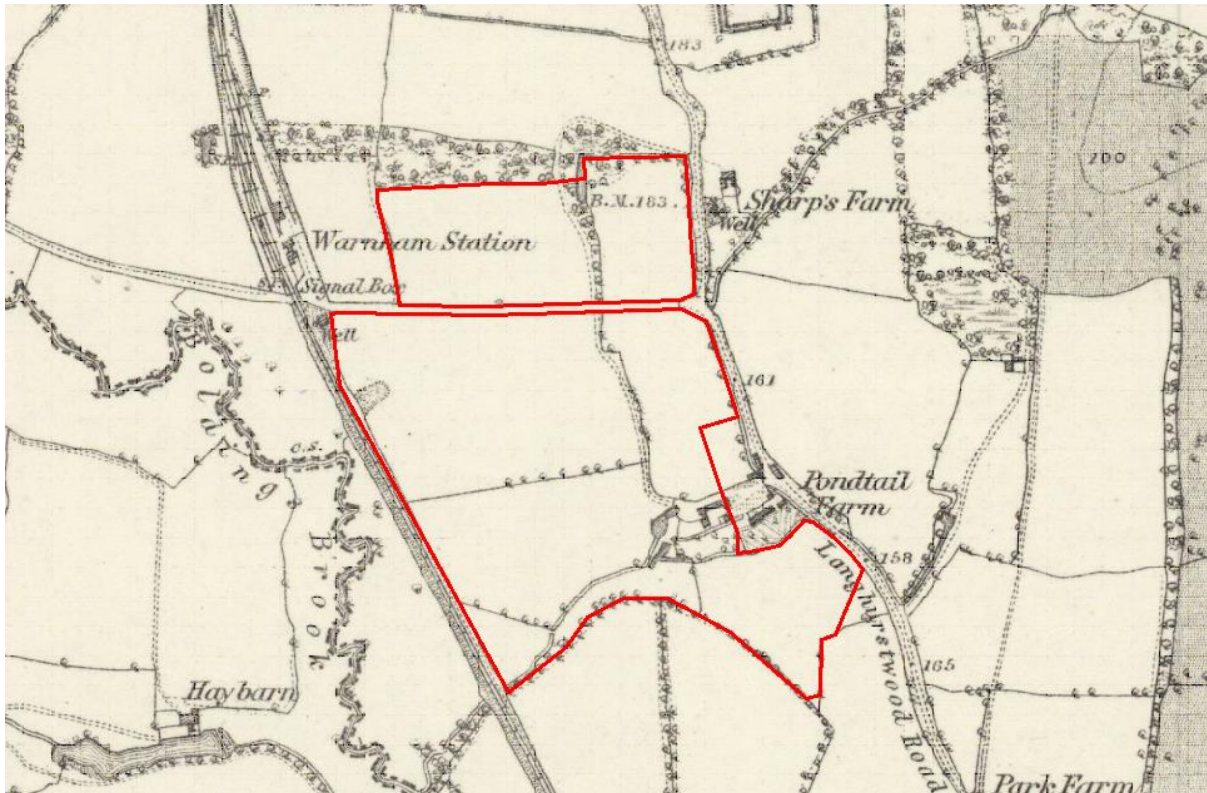 183
S.P.
200
B.M.183.
Sharp's Farm
Well
Warnham Station
Signal Box
Well
161
Boldring
Brook
C.S.
Pondtail
Farm
158
Langhurstwood Road
165
Haybarn
Park Farm